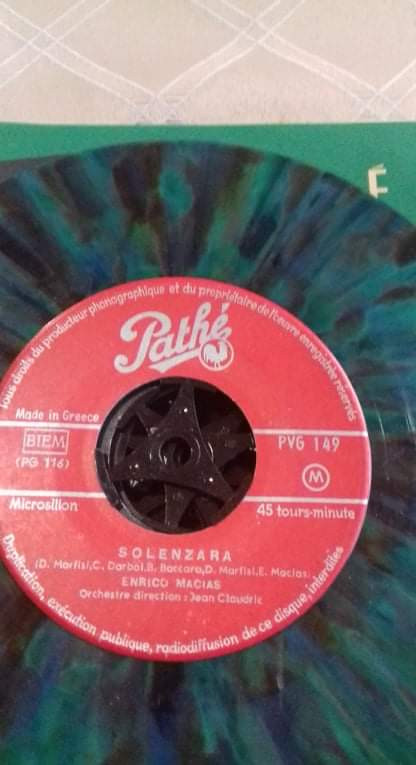 F
Tous droits du producteur phonographique et du propriétaire de l'œuvre enregistrée réservés
Pathé
Made in Greece
BIEM
(PG 116)
PVG 149
M
Microsillon
45 tours-minute
SOLENZARA
(D. Marfisi,C. Darbal,B. Baccara,D. Marfisi,E. Macias
ENRICO MACIAS
Orchestre direction : Jean Claudric
Duplication, exécution publique, radiodiffusion de ce disque interdites